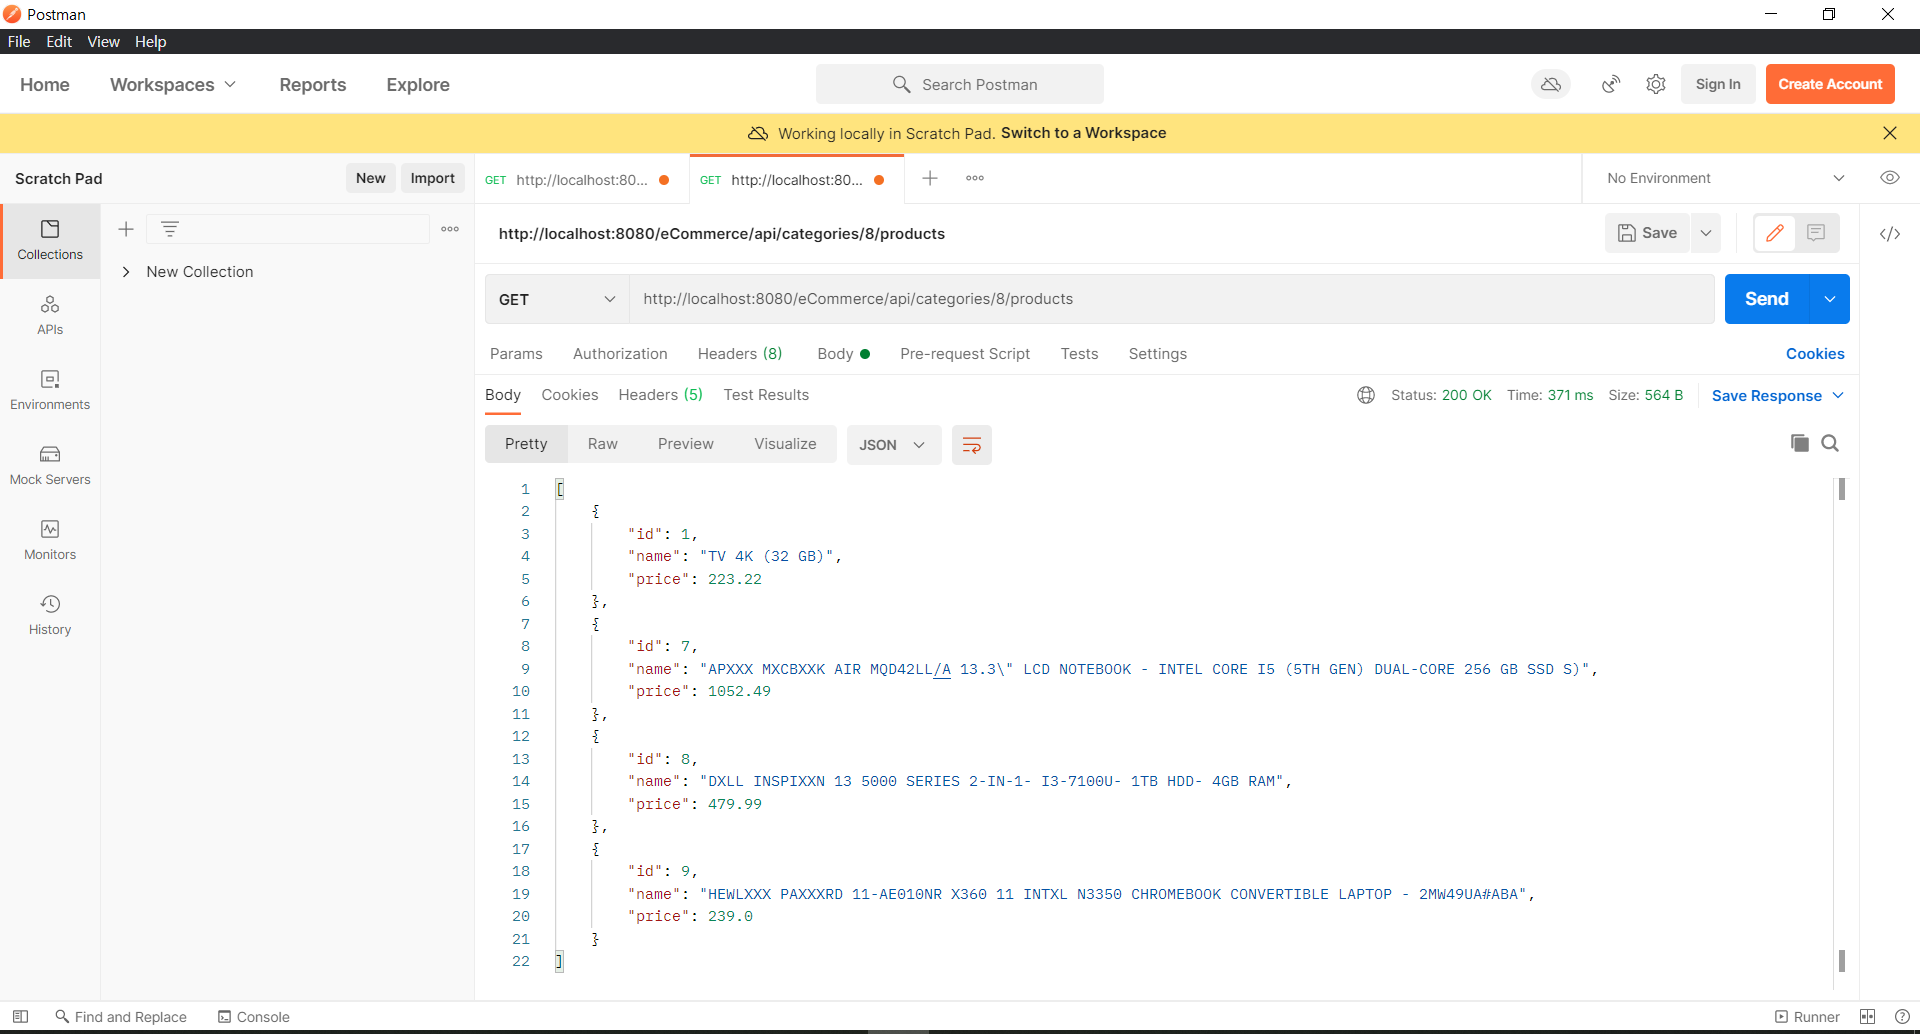 Postman
File Edit View Help
Home Workspaces Reports Explore Search Postman Sign In Create Account
Working locally in Scratch Pad. Switch to a Workspace
Scratch Pad New Import GET http://localhost:80... GET http://localhost:80... No Environment
http://localhost:8080/eCommerce/api/categories/8/products Save
Collections
New Collection
GET http://localhost:8080/eCommerce/api/categories/8/products Send
APIs
Params Authorization Headers (8) Body Pre-request Script Tests Settings Cookies
Environments
Body Cookies Headers (5) Test Results Status: 200 OK Time: 371 ms Size: 564 B Save Response
Pretty Raw Preview Visualize JSON
Mock Servers
Monitors
History
1 [
2 {
3 "id": 1,
4 "name": "TV 4K (32 GB)",
5 "price": 223.22
6 },
7 {
8 "id": 7,
9 "name": "APXXX MXCBXXK AIR MQD42LL/A 13.3\" LCD NOTEBOOK - INTEL CORE I5 (5TH GEN) DUAL-CORE 256 GB SSD S)",
10 "price": 1052.49
11 },
12 {
13 "id": 8,
14 "name": "DXLL INSPIXXN 13 5000 SERIES 2-IN-1- I3-7100U- 1TB HDD- 4GB RAM",
15 "price": 479.99
16 },
17 {
18 "id": 9,
19 "name": "HEWLXXX PAXXXRD 11-AE010NR X360 11 INTXL N3350 CHROMEBOOK CONVERTIBLE LAPTOP - 2MW49UA#ABA",
20 "price": 239.0
21 }
22 ]
Find and Replace Console Runner